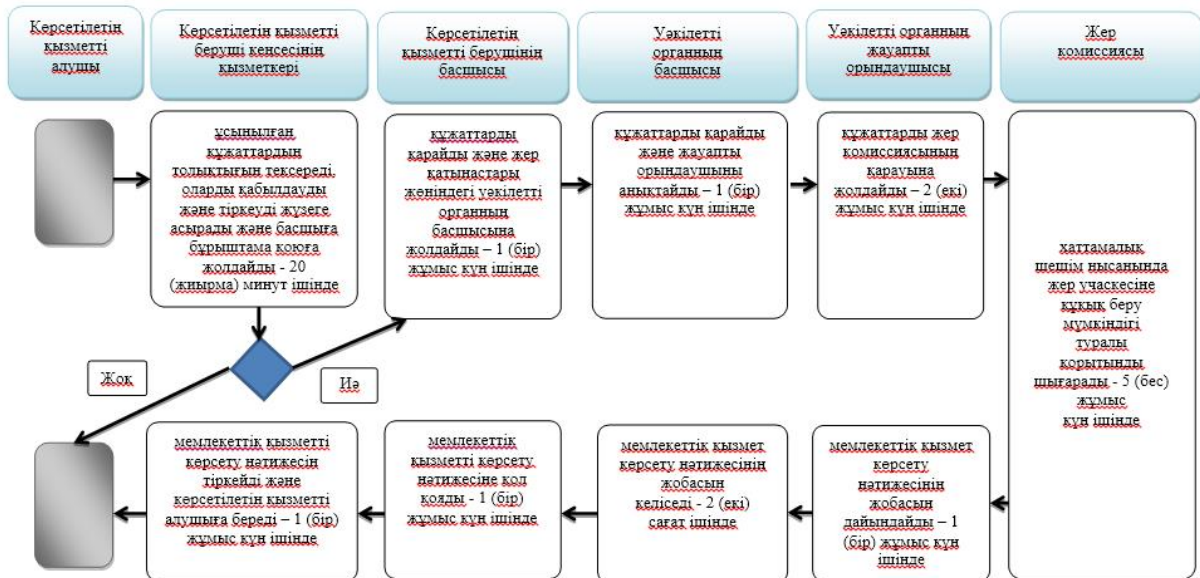 Көрсетілетін
қызметті
алушы
Көрсетілетін қызметті
беруші кеңсесінің
қызметкері
Көрсетілетін
қызметті берушінің
басшысы
Уәкілетті
органның
басшысы
Уәкілетті органның
жауапты
орындаушысы
Жер
комиссиясы
ұсынылған
құжаттардың
толықтығын тексереді,
оларды қабылдауды
және тіркеуді жүзеге
асырады және басшыға
бұрыштама қоюға
жолдайды - 20
(жиырма) минут ішінде
құжаттарды
қарайды және жер
қатынастары
жөніндегі уәкілетті
органның
басшысына
жолдайды – 1 (бір)
жұмыс күн ішінде
құжаттарды қарайды
және жауапты
орындаушыны
анықтайды – 1 (бір)
жұмыс күн ішінде
құжаттарды жер
комиссиясының
қарауына
жолдайды – 2 (екі)
жұмыс күн ішінде
хаттамалық
шешім нысанында
жер учаскесіне
құқық беру
мүмкіндігі
туралы
қорытынды
шығарады - 5 (бес)
жұмыс
күн ішінде
Жоқ
Иә
мемлекеттік қызметті
көрсету нәтижесін
тіркейді және
көрсетілетін қызметті
алушыға береді – 1 (бір)
жұмыс күн ішінде
мемлекеттік
қызметті көрсету
нәтижесіне қол
қояды - 1 (бір)
жұмыс күн ішінде
мемлекеттік қызмет
көрсету нәтижесінің
жобасын
келіседі - 2 (екі)
сағат ішінде
мемлекеттік қызмет
көрсету
нәтижесінің
жобасын
дайындайды – 1
(бір) жұмыс күн
ішінде